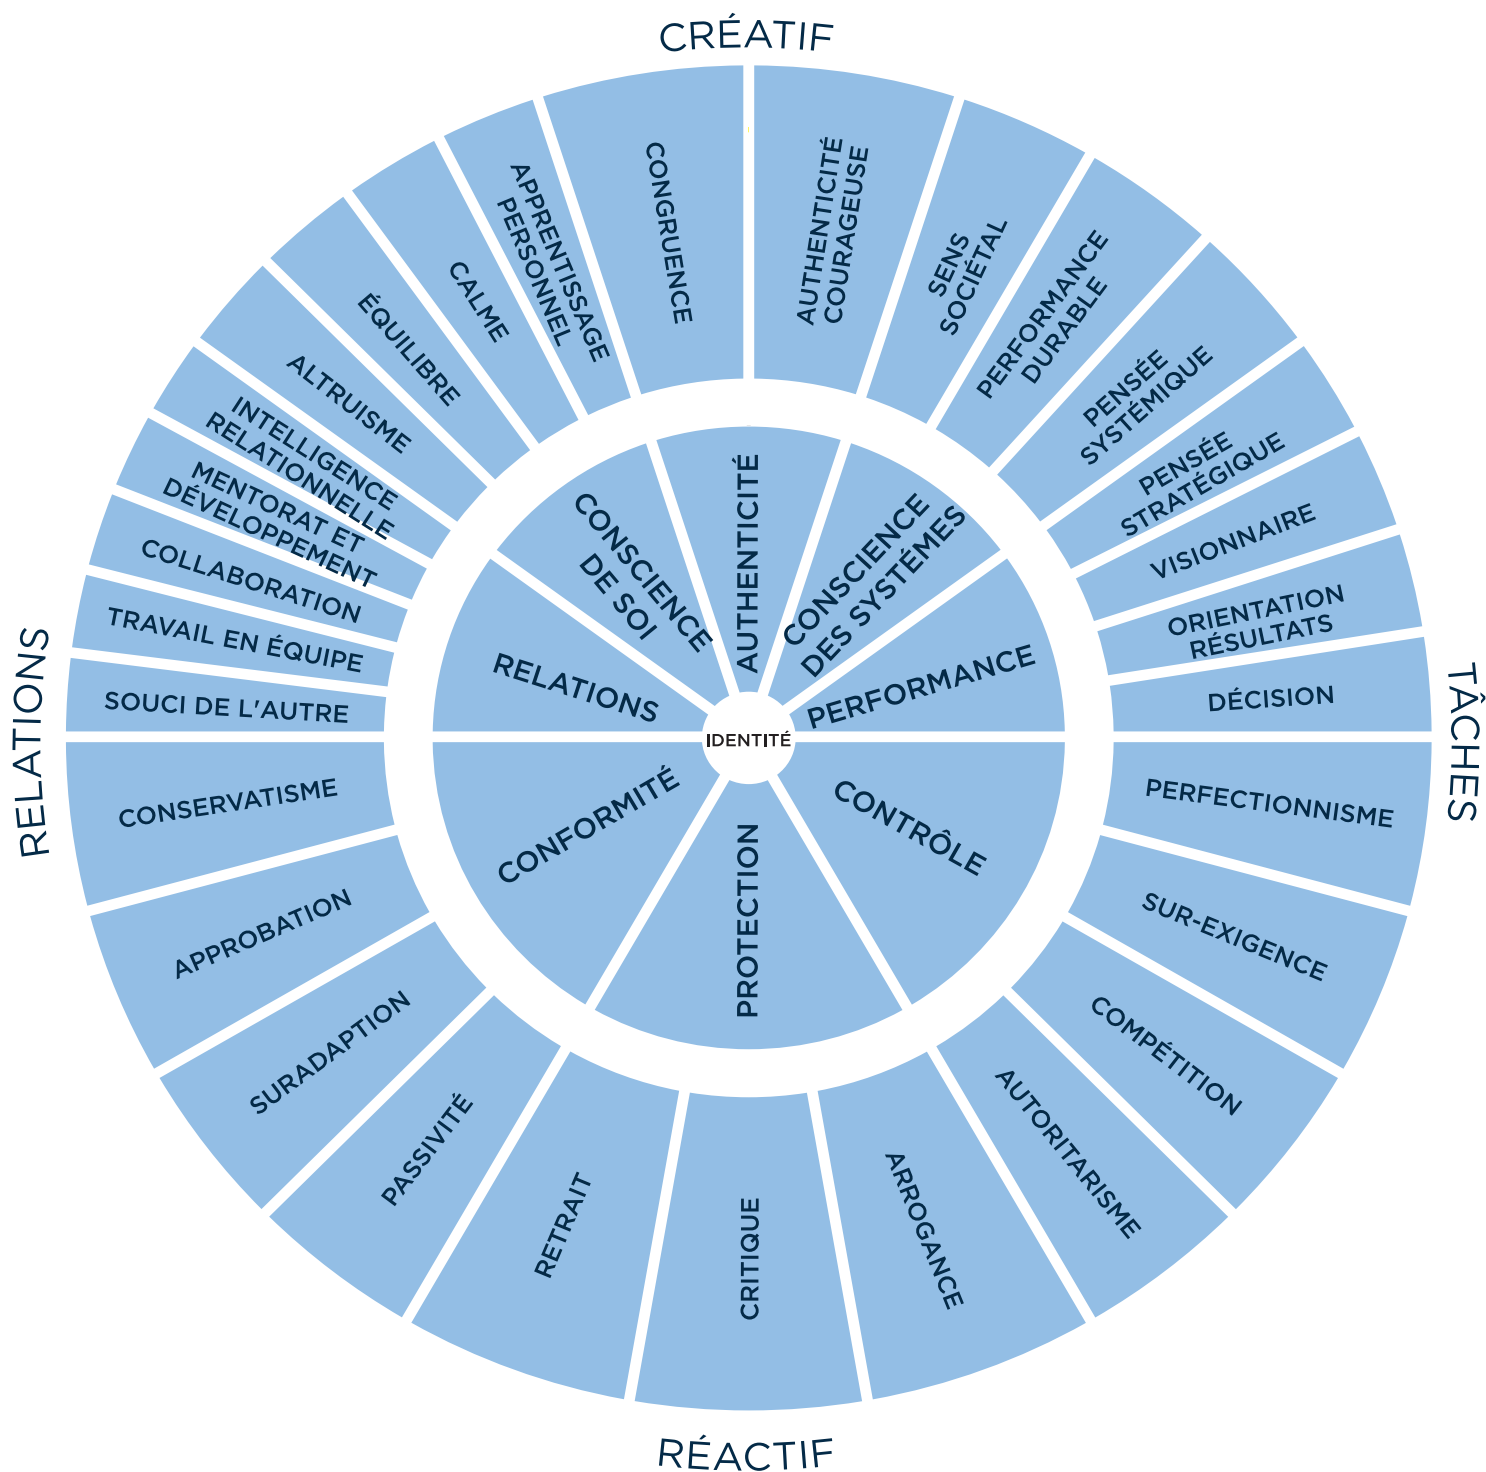 CRÉATIF
CONGRUENCE
AUTHENTICITÉ
COURAGEUSE
SENS
SOCIÉTAL
PERFORMANCE
DURABLE
PENSÉE
SYSTÉMIQUE
PENSÉE
STRATÉGIQUE
VISIONNAIRE
ORIENTATION
RÉSULTATS
DÉCISION
TÂCHES
PERFECTIONNISME
SUR-EXIGENCE
COMPÉTITION
AUTORITARISME
ARROGANCE
CRITIQUE
RETRAIT
PASSIVITÉ
SURADAPTION
APPROBATION
CONSERVATISME
RELATIONS
SOUCI DE L'AUTRE
TRAVAIL EN ÉQUIPE
COLLABORATION
MENTORAT ET
DÉVELOPPEMENT
INTELLIGENCE
RELATIONNELLE
ALTRUISME
ÉQUILIBRE
CALME
APPRENTISSAGE
PERSONNEL
AUTHENTICITÉ
CONSCIENCE
DES SYSTÉMES
PERFORMANCE
CONTRÔLE
PROTECTION
CONFORMITÉ
RELATIONS
CONSCIENCE
DE SOI
IDENTITÉ
RÉACTIF